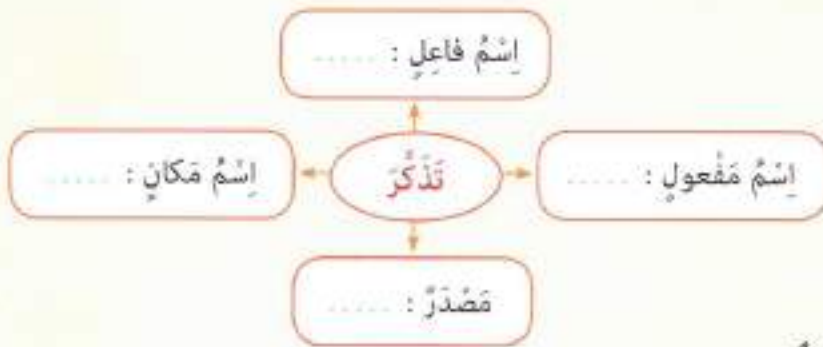 اِسْمُ فاعِلٍ : .....
اِسْمُ مَفْعولٍ : .....
تَذَكَّرَ
اِسْمُ مَكانٍ : .....
مَصْدَرٌ : .....